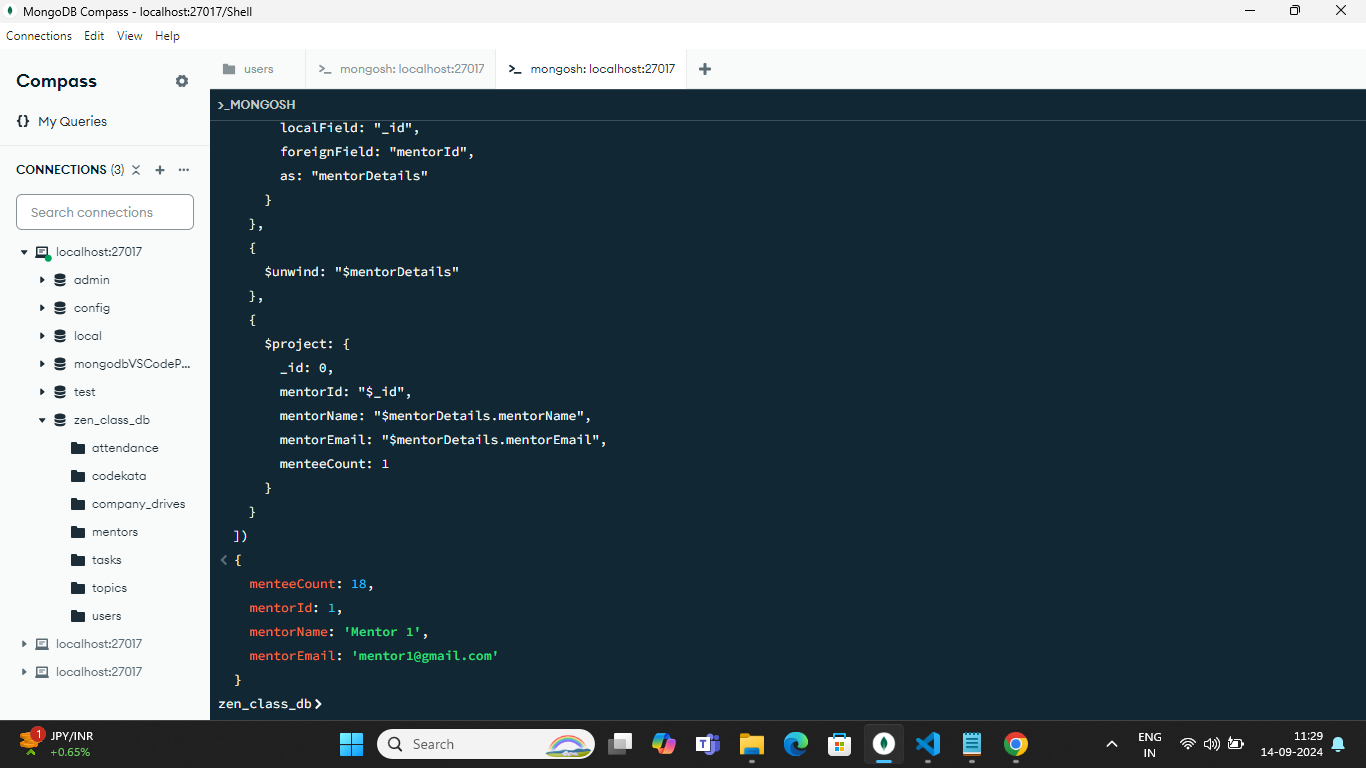 MongoDB Compass - localhost:27017/Shell
Connections Edit View Help
Compass
{} My Queries
CONNECTIONS (3)
Search connections
localhost:27017
admin
config
local
mongodbVSCodeP...
test
zen_class_db
attendance
codekata
company_drives
mentors
tasks
topics
users
localhost:27017
localhost:27017
users
>_ mongosh: localhost:27017
>_ mongosh: localhost:27017
>_MONGOSH
localField: "_id",
foreignField: "mentorId",
as: "mentorDetails"
}
},
{
$unwind: "$mentorDetails"
},
{
$project: {
_id: 0,
mentorId: "$_id",
mentorName: "$mentorDetails.mentorName",
mentorEmail: "$mentorDetails.mentorEmail",
menteeCount: 1
}
}
])
< {
menteeCount: 18,
mentorId: 1,
mentorName: 'Mentor 1',
mentorEmail: 'mentor1@gmail.com'
}
zen_class_db>
1
JPY/INR
+0.65%
Search
ENG
IN
11:29
14-09-2024